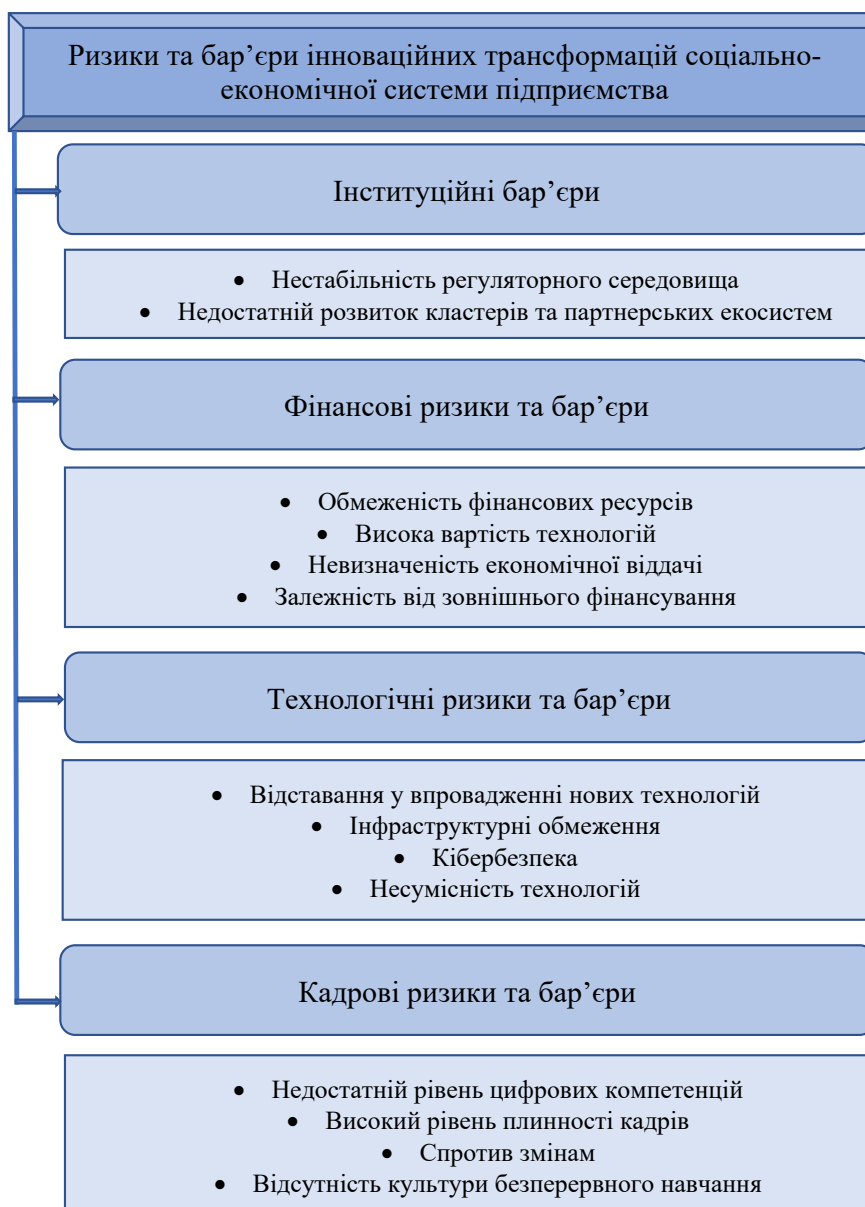 Ризики та бар’єри інноваційних трансформацій соціально-
економічної системи підприємства
Інституційні бар’єри
• Нестабільність регуляторного середовища
• Недостатній розвиток кластерів та партнерських екосистем
Фінансові ризики та бар’єри
• Обмеженість фінансових ресурсів
• Висока вартість технологій
• Невизначеність економічної віддачі
• Залежність від зовнішнього фінансування
Технологічні ризики та бар’єри
• Відставання у впровадженні нових технологій
• Інфраструктурні обмеження
• Кібербезпека
• Несумісність технологій
Кадрові ризики та бар’єри
• Недостатній рівень цифрових компетенцій
• Високий рівень плинності кадрів
• Спротив змінам
• Відсутність культури безперервного навчання